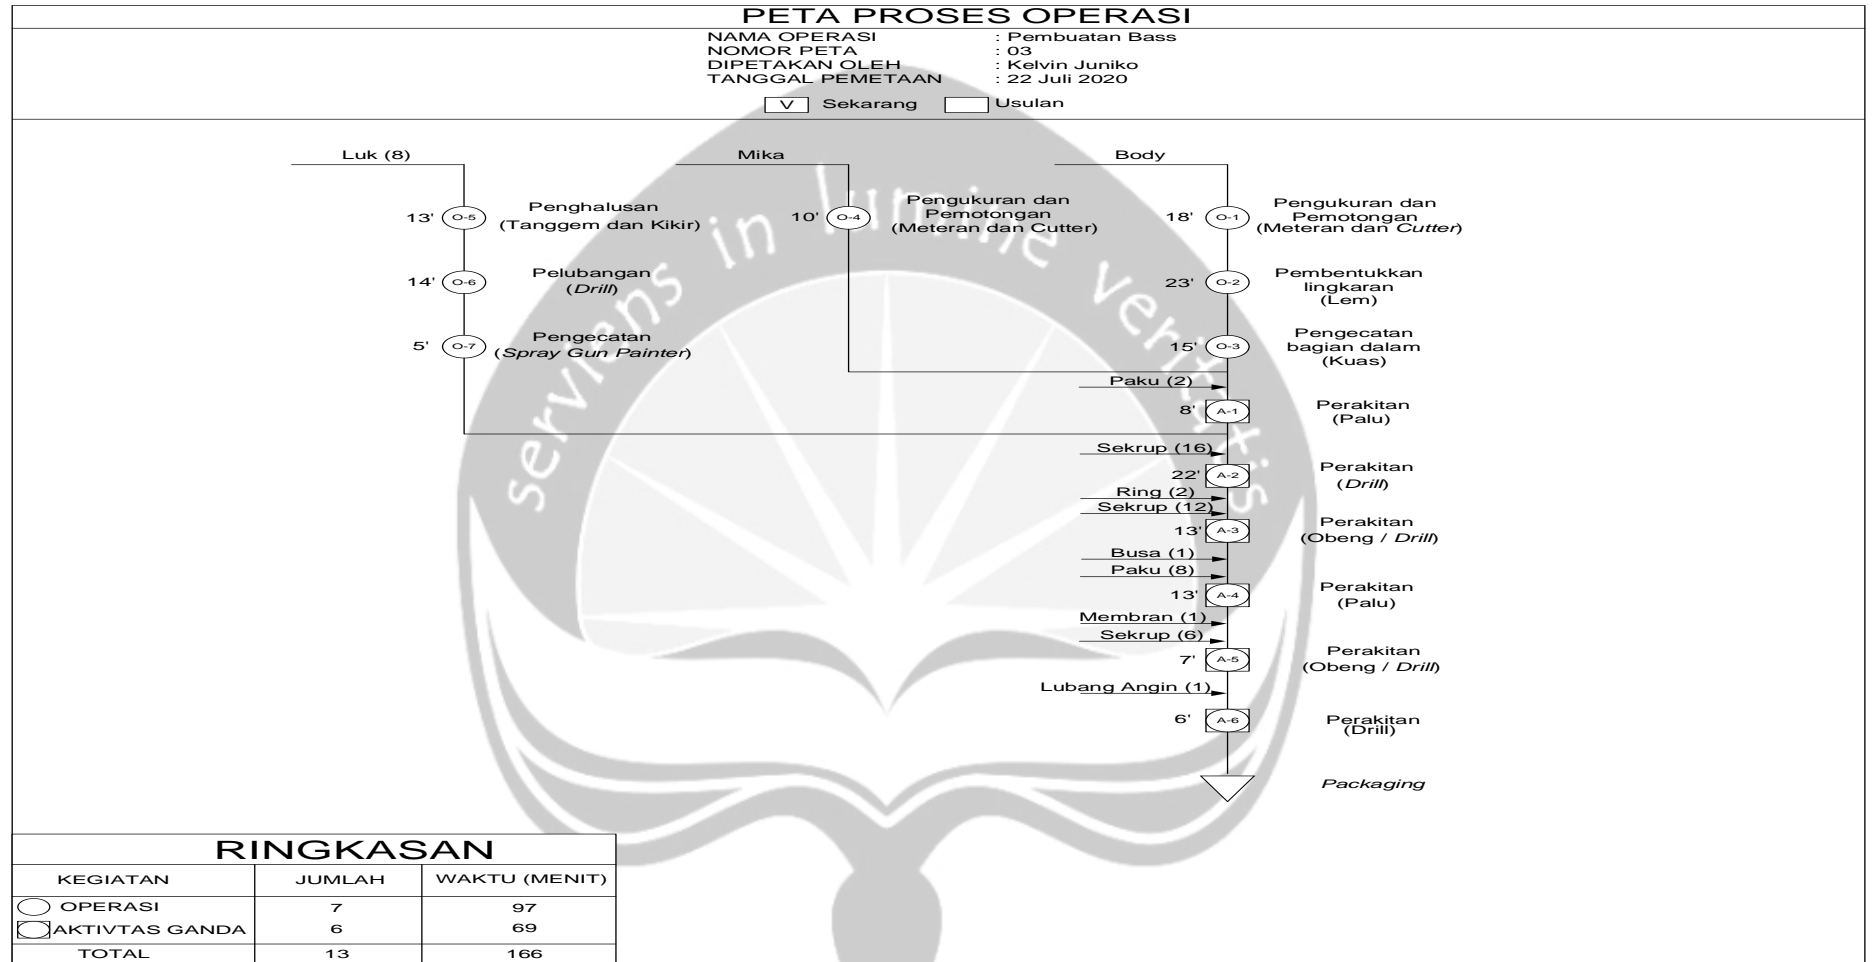 PETA PROSES OPERASI
NAMA OPERASI : Pembuatan Bass
NOMOR PETA : 03
DIPETAKAN OLEH : Kelvin Juniko
TANGGAL PEMETAAN : 22 Juli 2020
V Sekarang Usulan
Luk (8)
13' O-5 Penghalusan
(Tanggem dan Kikir)
14' O-6 Pelubangan
(Drill)
5' O-7 Pengecatan
(Spray Gun Painter)
Mika
10' O-4 Pengukuran dan
Pemotongan
(Meteran dan Cutter)
Body
18' O-1 Pengukuran dan
Pemotongan
(Meteran dan Cutter)
23' O-2 Pembentukkan
lingkaran
(Lem)
15' O-3 Pengecatan
bagian dalam
(Kuas)
Paku (2)
8' A-1 Perakitan
(Palu)
Sekrup (16)
22' A-2 Perakitan
(Drill)
Ring (2)
Sekrup (12)
13' A-3 Perakitan
(Obeng / Drill)
Busa (1)
Paku (8)
13' A-4 Perakitan
(Palu)
Membran (1)
Sekrup (6)
7' A-5 Perakitan
(Obeng / Drill)
Lubang Angin (1)
6' A-6 Perakitan
(Drill)
Packaging
serviens in lumine veritatis
RINGKASAN
KEGIATAN JUMLAH WAKTU (MENIT)
OPERASI 7 97
AKTIVTAS GANDA 6 69
TOTAL 13 166